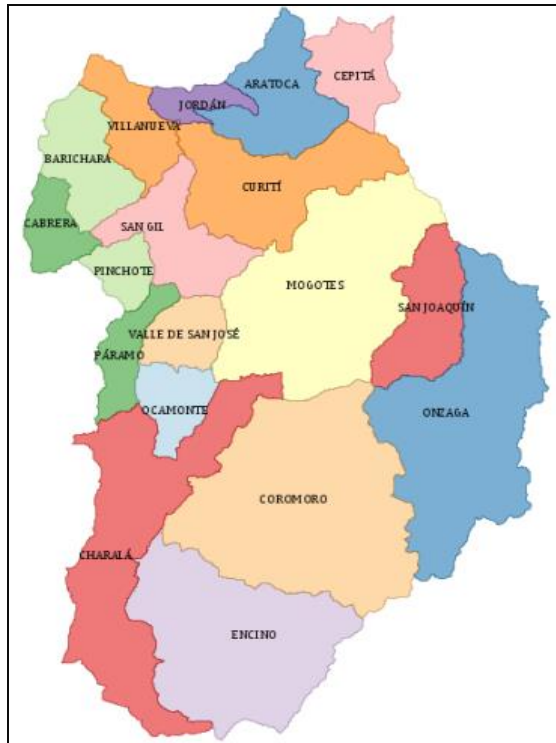 CEPITÁ
ARATOCA
JORDÁN
VILLANUEVA
BARICHARA
CURITÍ
CABRERA
SAN GIL
PINCHOTE
MOGOTES
SAN JOAQUÍN
VALLE DE SAN JOSÉ
PÁRAMO
OCAMONTE
ONZAGA
COROMORO
CHARALÁ
ENCINO